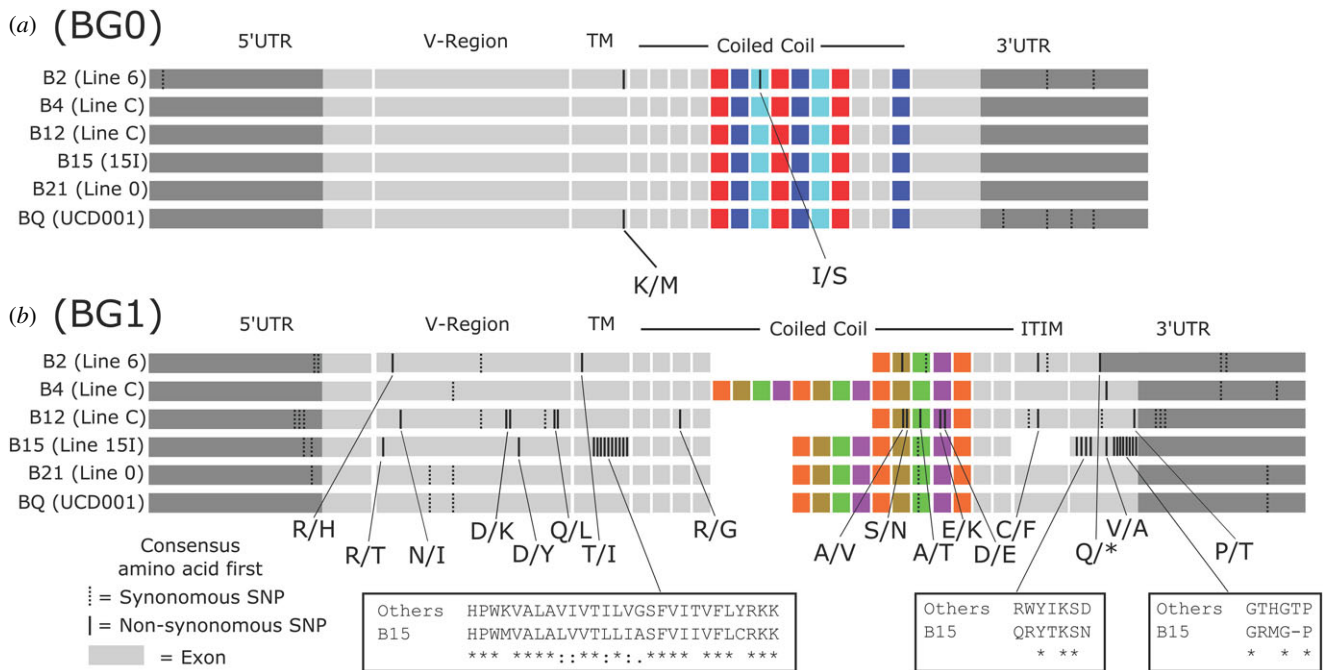 (a) (BG0)
5'UTR V-Region TM Coiled Coil 3'UTR
B2 (Line 6)
B4 (Line C)
B12 (Line C)
B15 (15I)
B21 (Line 0)
BQ (UCD001)
K/M I/S
(b) (BG1)
5'UTR V-Region TM Coiled Coil ITIM 3'UTR
B2 (Line 6)
B4 (Line C)
B12 (Line C)
B15 (Line 15I)
B21 (Line 0)
BQ (UCD001)
R/H R/T N/I D/K D/Y Q/L T/I R/G A/V S/N A/T E/K D/E C/F Q/* V/A P/T
Consensus
amino acid first
= Synonomous SNP
= Non-synonomous SNP
= Exon
Others HPWKVALAVIVTILVGSFVITVFLYRKK
B15 HPWMVALALVVTLLIASFVIIVFLCRKK
*** ****::**:*:.**** *** ***
Others RWYIKSD
B15 QRYTKSN
* **
Others GTHGTP
B15 GRMG-P
* * *